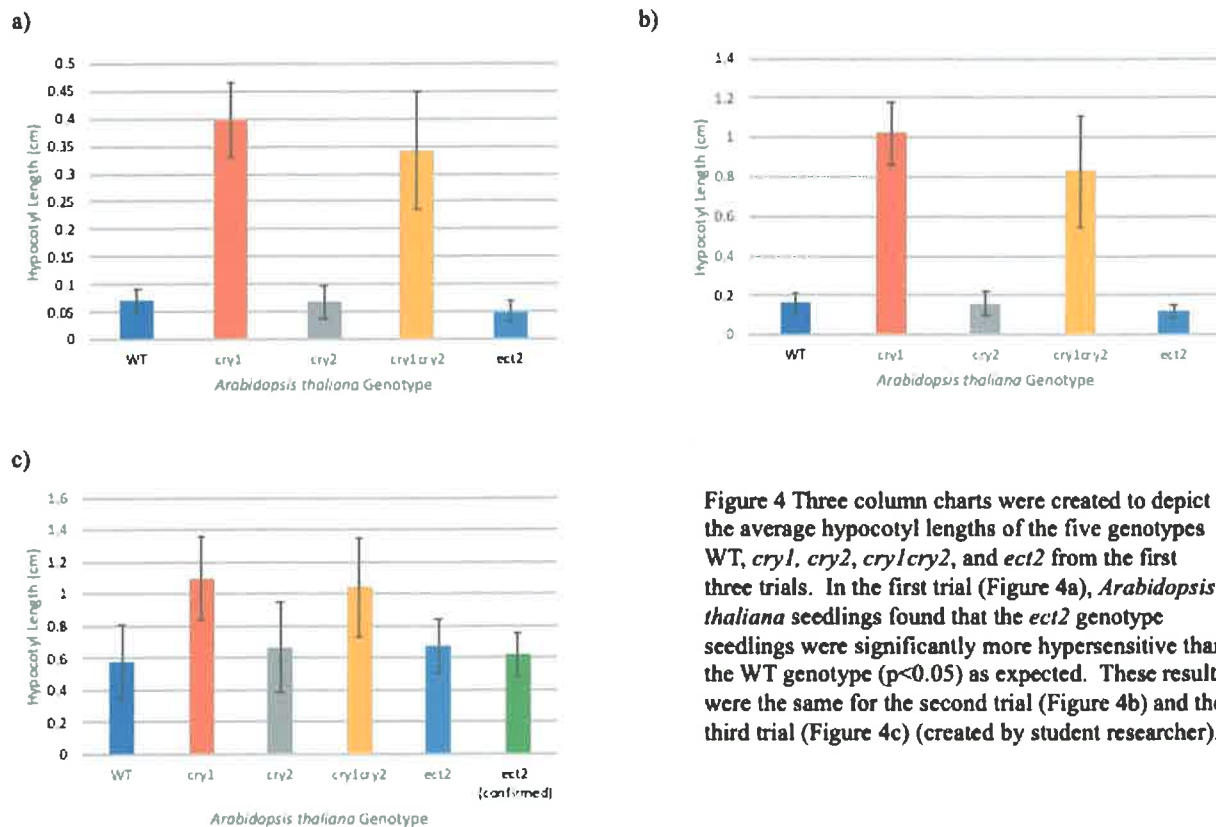 a)
0.5
0.45
0.4
0.35
0.3
0.25
0.2
0.15
0.1
0.05
0
Hypocotyl Length (cm)
WT cry1 cry2 cry1cry2 ect2
Arabidopsis thaliana Genotype
b)
1.4
1.2
1
0.8
0.6
0.4
0.2
0
Hypocotyl Length (cm)
WT cry1 cry2 cry1cry2 ect2
Arabidopsis thaliana Genotype
c)
1.6
1.4
1.2
1
0.8
0.6
0.4
0.2
0
Hypocotyl Length (cm)
WT cry1 cry2 cry1cry2 ect2 ect2
(confirmed)
Arabidopsis thaliana Genotype
Figure 4 Three column charts were created to depict
the average hypocotyl lengths of the five genotypes
WT, cry1, cry2, cry1cry2, and ect2 from the first
three trials. In the first trial (Figure 4a), Arabidopsis
thaliana seedlings found that the ect2 genotype
seedlings were significantly more hypersensitive than
the WT genotype (p<0.05) as expected. These result
were the same for the second trial (Figure 4b) and the
third trial (Figure 4c) (created by student researcher).